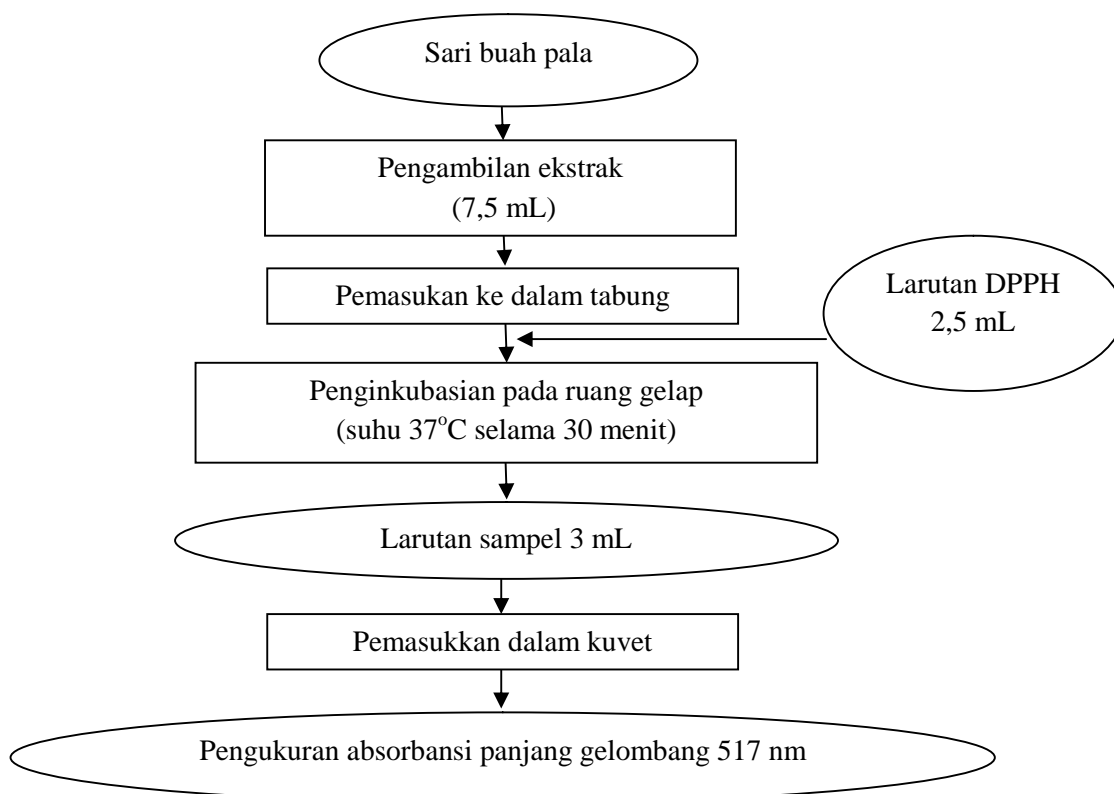 Sari buah pala
Pengambilan ekstrak
(7,5 mL)
Pemasukan ke dalam tabung
Larutan DPPH
2,5 mL
Penginkubasian pada ruang gelap
(suhu 37°C selama 30 menit)
Larutan sampel 3 mL
Pemasukkan dalam kuvet
Pengukuran absorbansi panjang gelombang 517 nm